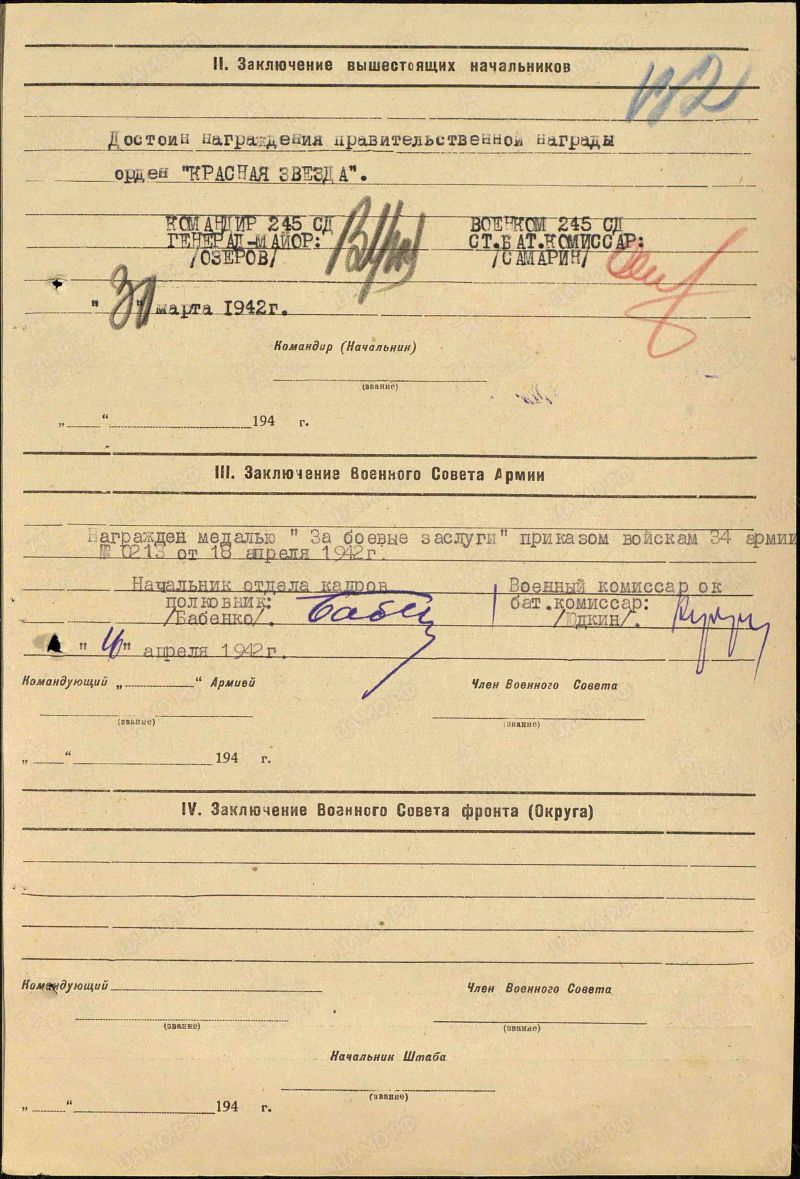 II. Заключение вышестоящих начальников
Достоин награждения правительственной награды
орден "КРАСНАЯ ЗВЕЗДА".
КОМАНДИР 245 СД ВОЕНКОМ 245 СД
ГЕНЕРАЛ-МАЙОР: СТ.БАТ.КОМИССАР:
/ОЗЕРОВ/ /САМАРИН/
" " марта 1942г.
Командир (Начальник)
(звание)
„ “ 194 г.
III. Заключение Военного Совета Армии
Награжден медалью " За боевые заслуги" приказом войскам 34 армии
№ 0213 от 18 апреля 1942г.
Начальник отдела кадров Военный комиссар ок
полковник: бат.комиссар:
/Бабенко/. /Юдкин/.
" " апреля 1942г.
Командующий „ “ Армией Член Военного Совета
(звание) (звание)
„ “ 194 г.
IV. Заключение Военного Совета фронта (Округа)
Командующий Член Военного Совета
(звание) (звание)
Начальник Штаба
(звание)
„ “ 194 г.
ЦАМО.РФ